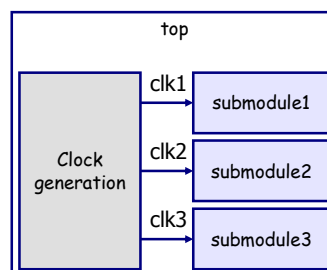 top
clk1
submodule1
Clock
generation
clk2
submodule2
clk3
submodule3